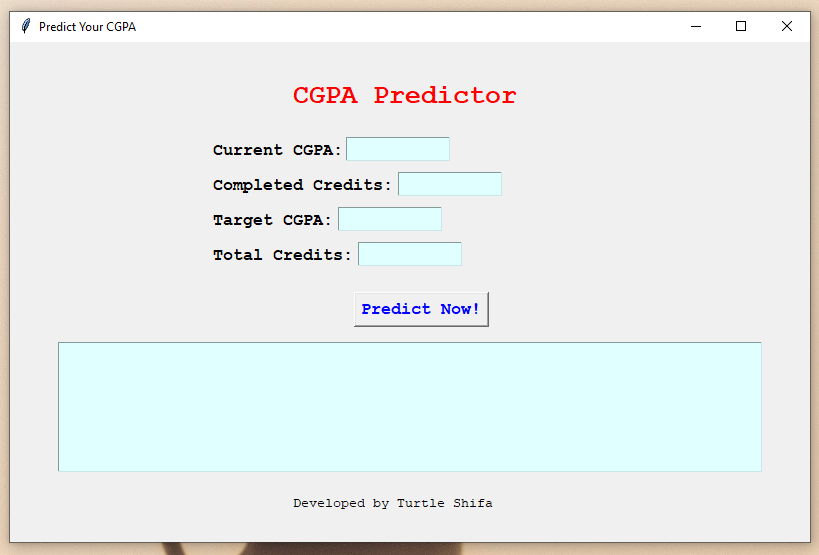 Predict Your CGPA
CGPA Predictor
Current CGPA:
Completed Credits:
Target CGPA:
Total Credits:
Predict Now!
Developed by Turtle Shifa